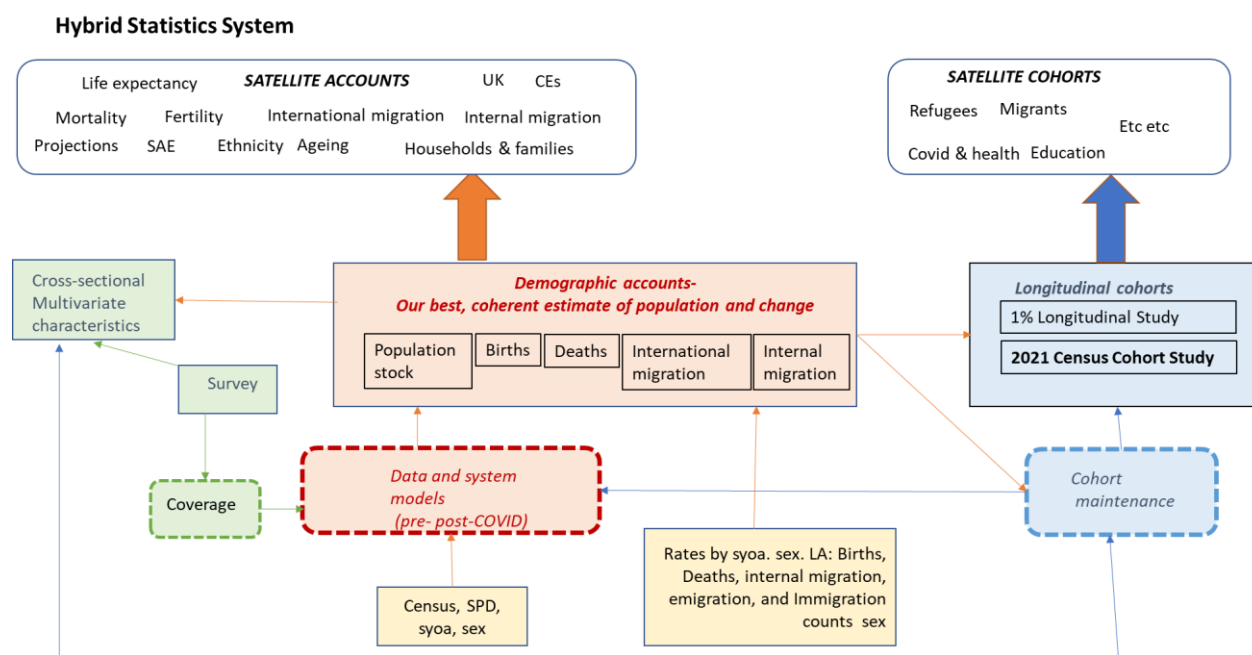 Hybrid Statistics System
Life expectancy SATELLITE ACCOUNTS UK CEs
Mortality Fertility International migration Internal migration
Projections SAE Ethnicity Ageing Households & families
SATELLITE COHORTS
Refugees Migrants
Etc etc
Covid & health Education
Cross-sectional
Multivariate
characteristics
Survey
Coverage
Demographic accounts-
Our best, coherent estimate of population and change
Population
stock
Births
Deaths
International
migration
Internal
migration
Longitudinal cohorts
1% Longitudinal Study
2021 Census Cohort Study
Data and system
models
(pre- post-COVID)
Cohort
maintenance
Census, SPD,
syoa, sex
Rates by syoa. sex. LA: Births,
Deaths, internal migration,
emigration, and Immigration
counts sex